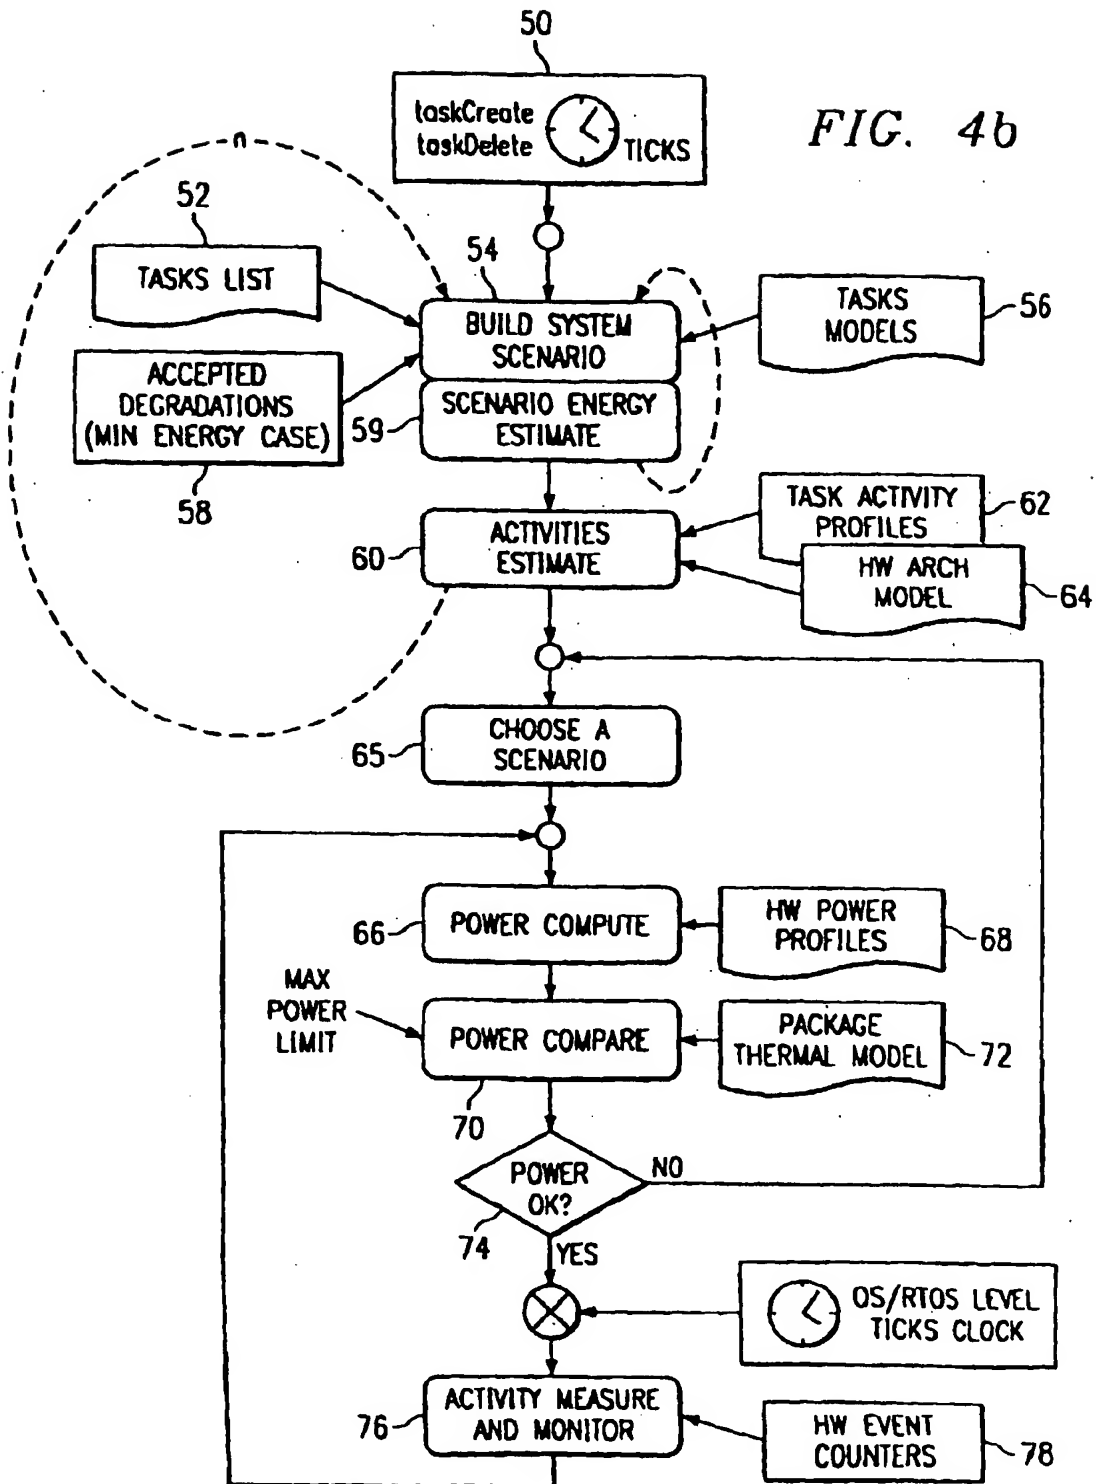 50
taskCreate
taskDelete
TICKS
FIG. 4b
n
52
TASKS LIST
54
BUILD SYSTEM
SCENARIO
TASKS
MODELS
56
ACCEPTED
DEGRADATIONS
(MIN ENERGY CASE)
58
59
SCENARIO ENERGY
ESTIMATE
60
ACTIVITIES
ESTIMATE
TASK ACTIVITY
PROFILES
62
HW ARCH
MODEL
64
65
CHOOSE A
SCENARIO
66
POWER COMPUTE
HW POWER
PROFILES
68
MAX
POWER
LIMIT
POWER COMPARE
70
PACKAGE
THERMAL MODEL
72
POWER
OK?
NO
74
YES
OS/RTOS LEVEL
TICKS CLOCK
76
ACTIVITY MEASURE
AND MONITOR
HW EVENT
COUNTERS
78